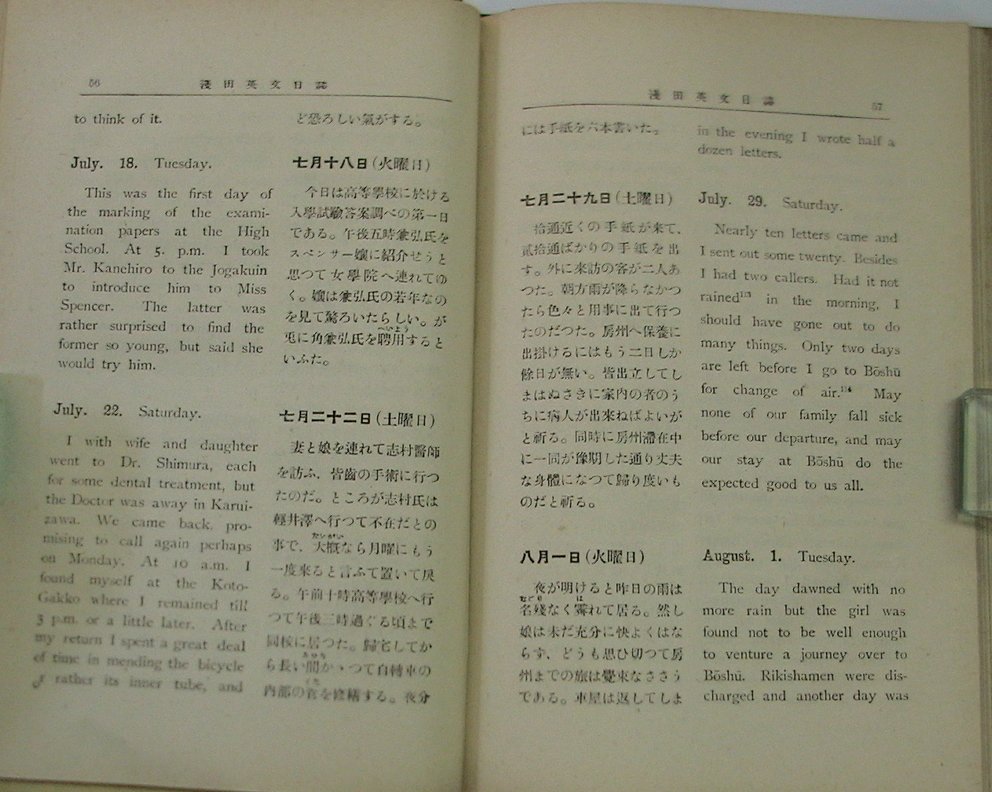 56
淺田英文日誌
to think of it.
July. 18. Tuesday.
This was the first day of
the marking of the exami-
nation papers at the High
School. At 5. p.m. I took
Mr. Kanehiro to the Jogakuin
to introduce him to Miss
Spencer. The latter was
rather surprised to find the
former so young, but said she
would try him.
July. 22. Saturday.
I with wife and daughter
went to Dr. Shimura, each
for some dental treatment, but
the Doctor was away in Karui-
zawa. We came back, pro-
mising to call again perhaps
on Monday. At 10 a.m. I
found myself at the Koto-
Gakko where I remained till
3 p.m. or a little later. After
my return I spent a great deal
of time in mending the bicycle
or rather its inner tube, and
ど恐ろしい氣がする。
七月十八日(火曜日)
今日は高等學校に於ける
入學試驗答案調べの第一日
である。午後五時兼弘氏を
スペンサー嬢に紹介せうと
思つて女學院へ連れてゆ
く。嬢は兼弘氏の若年なの
を見て驚ろいたらしい。が
兎に角兼弘氏を聘用すると
いふた。
七月二十二日(土曜日)
妻と娘を連れて志村醫師
を訪ふ、皆齒の手術に行つ
たのだ。ところが志村氏は
輕井澤へ行つて不在だとの
事で、大概なら月曜にもう
一度來ると言ふて置いて戻
る。午前十時高等學校へ行
つて午後三時過ぐる頃まで
同校に居つた。歸宅してか
ら長い間かゝつて自轉車の
內部の管を修繕する。夜分
淺田英文日誌
57
には手紙を六本書いた。
七月二十九日(土曜日)
拾通近くの手紙が來て、
貳拾通ばかりの手紙を出
す。外に來訪の客が二人あ
つた。朝方雨が降らなかつ
たら色々と用事に出て行つ
たのだつた。房州へ保養に
出掛けるにはもう二日しか
餘日が無い。皆出立してし
まはぬさきに家內の者のう
ちに病人が出來ねばよいが
と祈る。同時に房州滯在中
に一同が豫期した通り丈夫
な身體になつて歸り度いも
のだと祈る。
八月一日(火曜日)
夜が明けると昨日の雨は
名殘なく霽れて居る。然し
娘は未だ充分に快よくはな
らず、どうも思ひ切つて房
州までの旅は覺束なささう
である。車屋は返してしま
in the evening I wrote half a
dozen letters.
July. 29. Saturday.
Nearly ten letters came and
I sent out some twenty. Besides
I had two callers. Had it not
rained in the morning, I
should have gone out to do
many things. Only two days
are left before I go to Bōshū
for change of air. May
none of our family fall sick
before our departure, and may
our stay at Bōshū do the
expected good to us all.
August. 1. Tuesday.
The day dawned with no
more rain but the girl was
found not to be well enough
to venture a journey over to
Bōshū. Rikishamen were dis-
charged and another day was